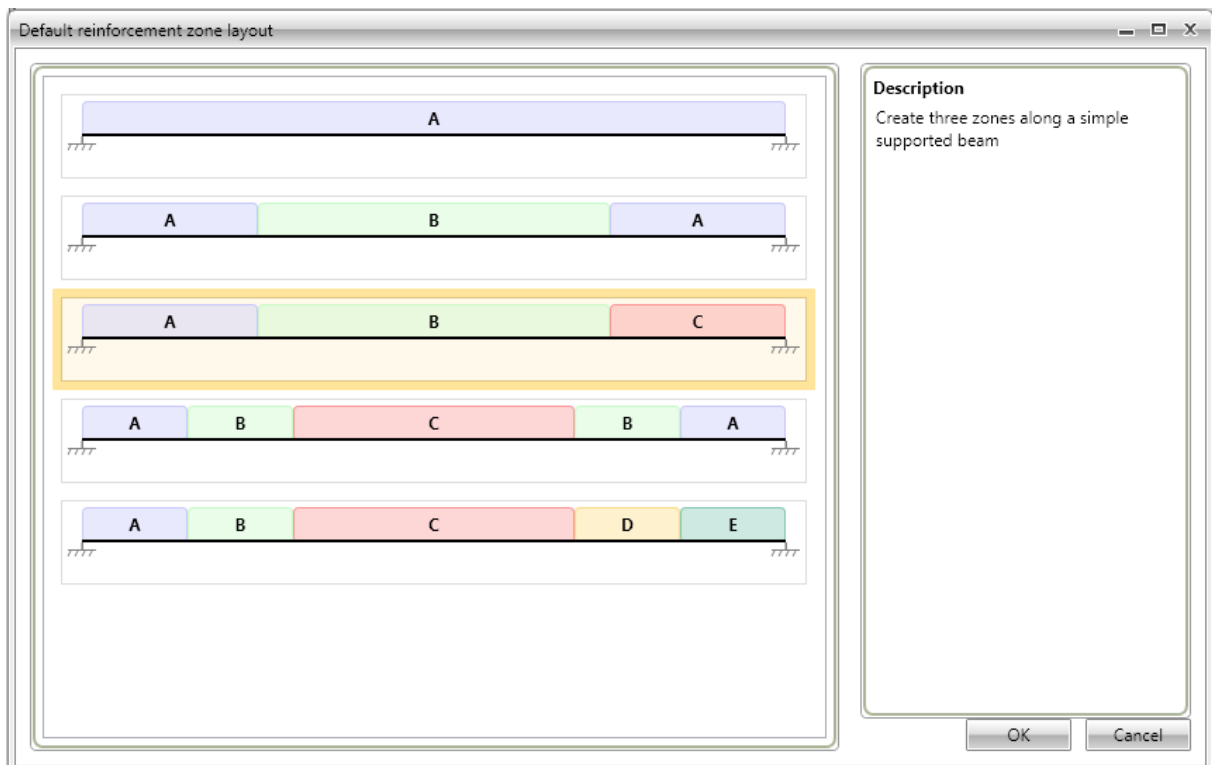 Default reinforcement zone layout
A
A B A
A B C
A B C B A
A B C D E
Description
Create three zones along a simple
supported beam
OK Cancel